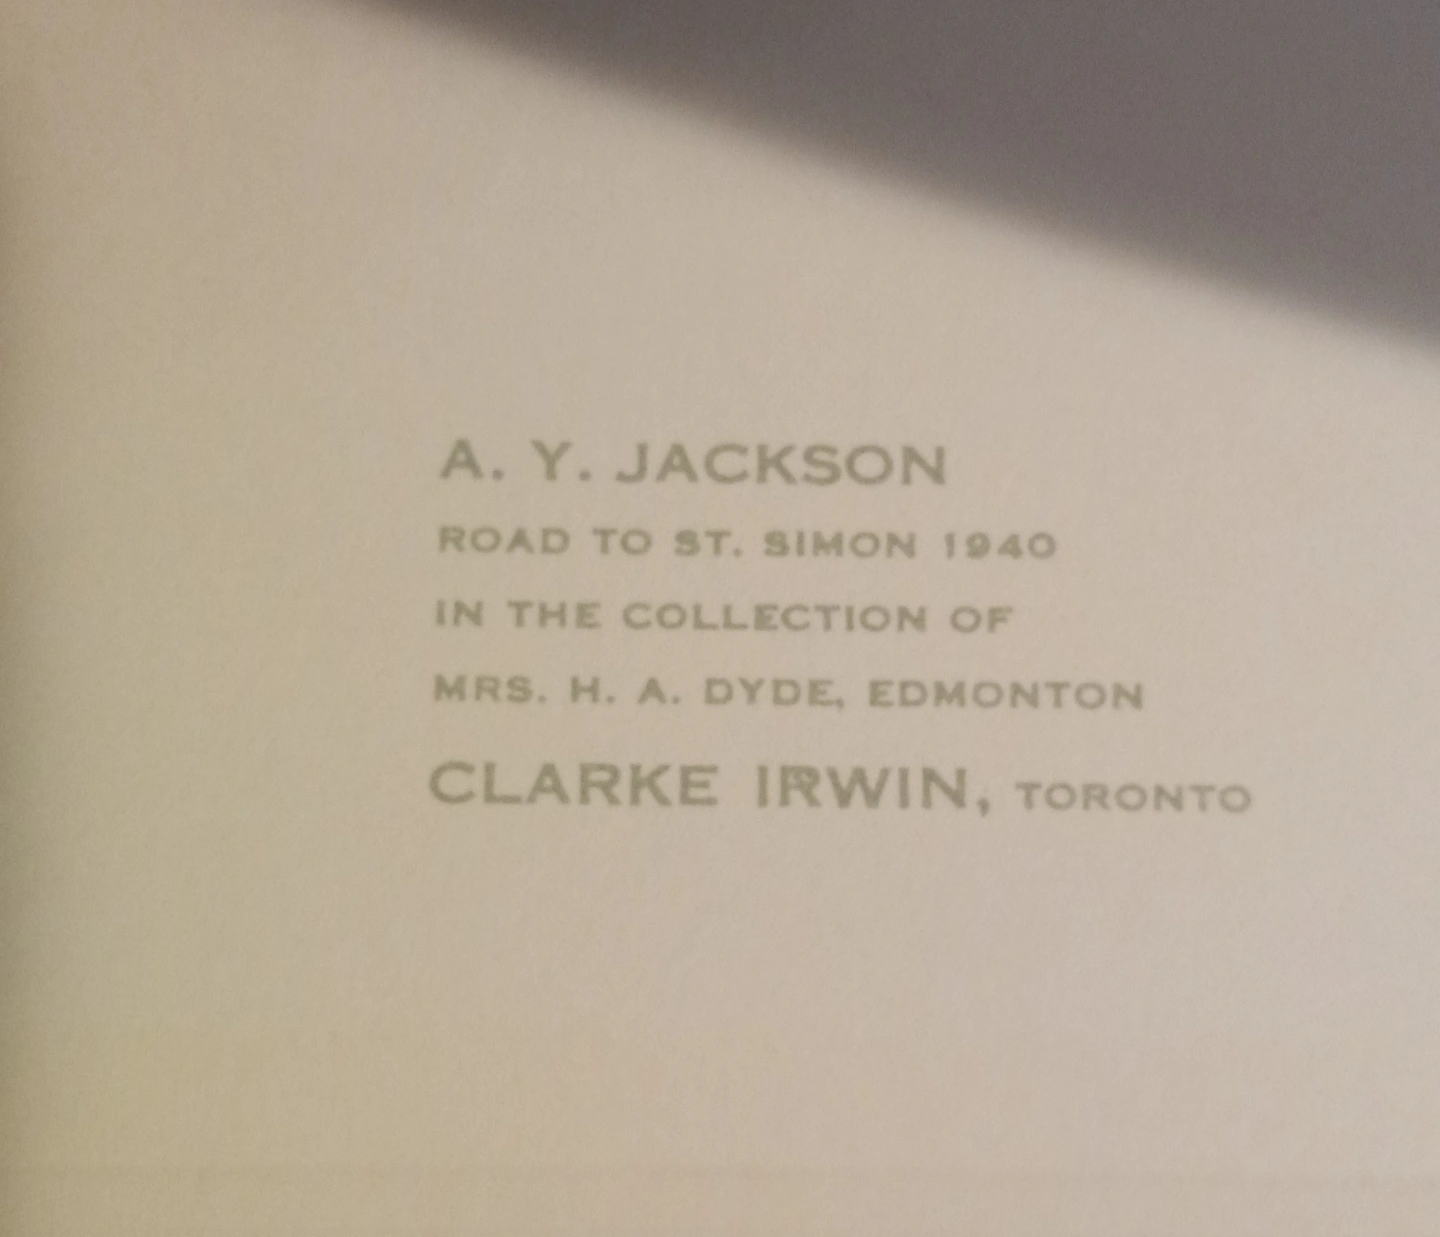 A. Y. JACKSON
ROAD TO ST. SIMON 1940
IN THE COLLECTION OF
MRS. H. A. DYDE, EDMONTON
CLARKE IRWIN, TORONTO